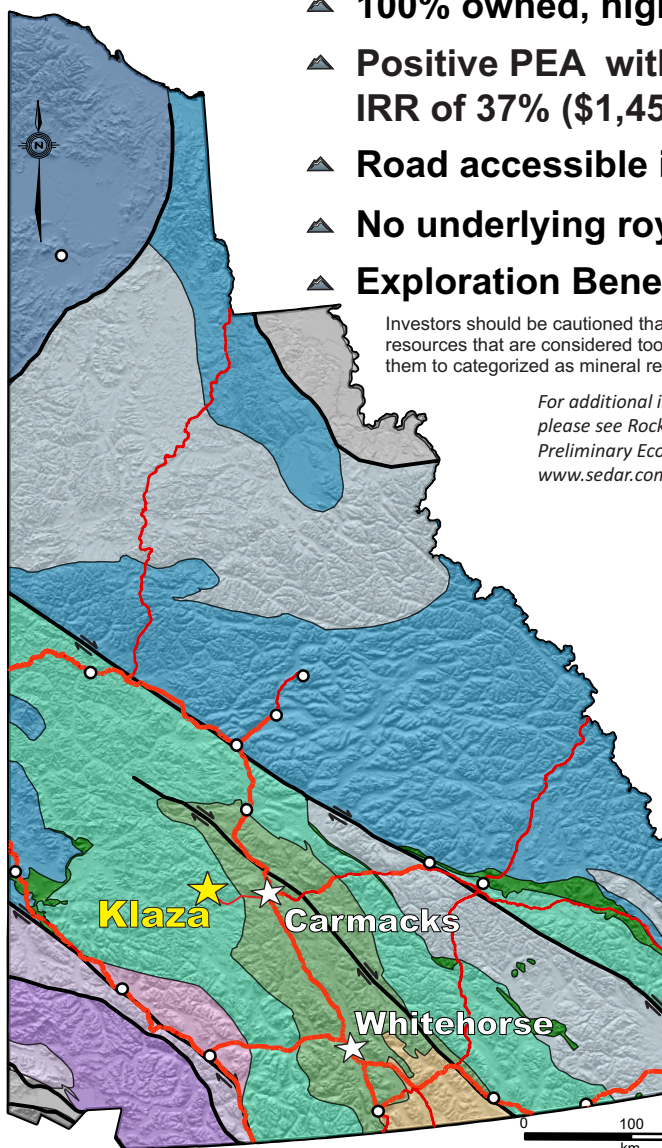 100% owned, hig
Positive PEA with
IRR of 37% ($1,45
Road accessible i
No underlying roy
Exploration Bene
Investors should be cautioned tha
resources that are considered too
them to categorized as mineral re
For additional i
please see Rock
Preliminary Eco
www.sedar.com
N
Klaza
Carmacks
Whitehorse
0 100
km